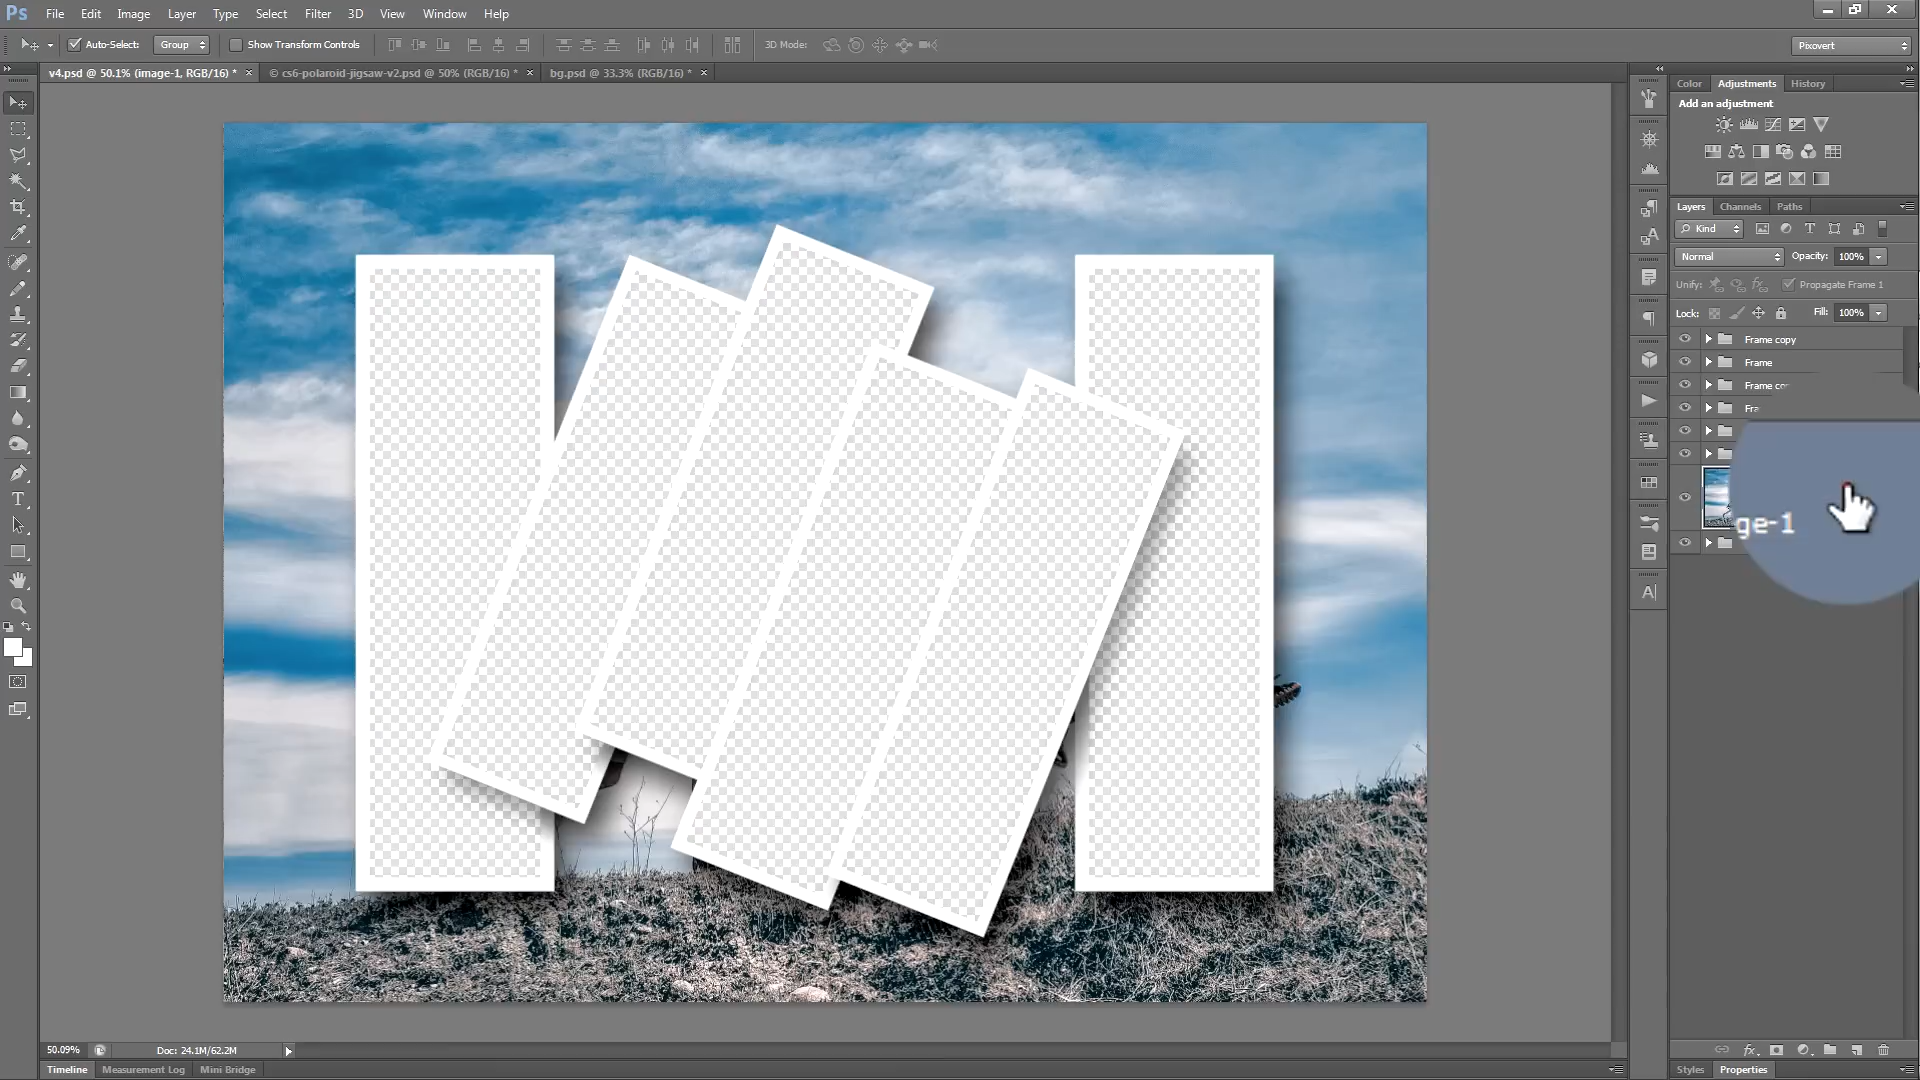 Ps File Edit Image Layer Type Select Filter 3D View Window Help
Auto-Select: Group Show Transform Controls 3D Mode: Pixovert
v4.psd @ 50.1% (image-1, RGB/16) * × © cs6-polaroid-jigsaw-v2.psd @ 50% (RGB/16) * × bg.psd @ 33.3% (RGB/16) * ×
Color Adjustments History
Add an adjustment
Layers Channels Paths
Kind
Normal Opacity: 100%
Unify: Propagate Frame 1
Lock: Fill: 100%
Frame copy
Frame
Frame co
Fra
ge-1
50.09% Doc: 24.1M/62.2M
Timeline Measurement Log Mini Bridge
Styles Properties